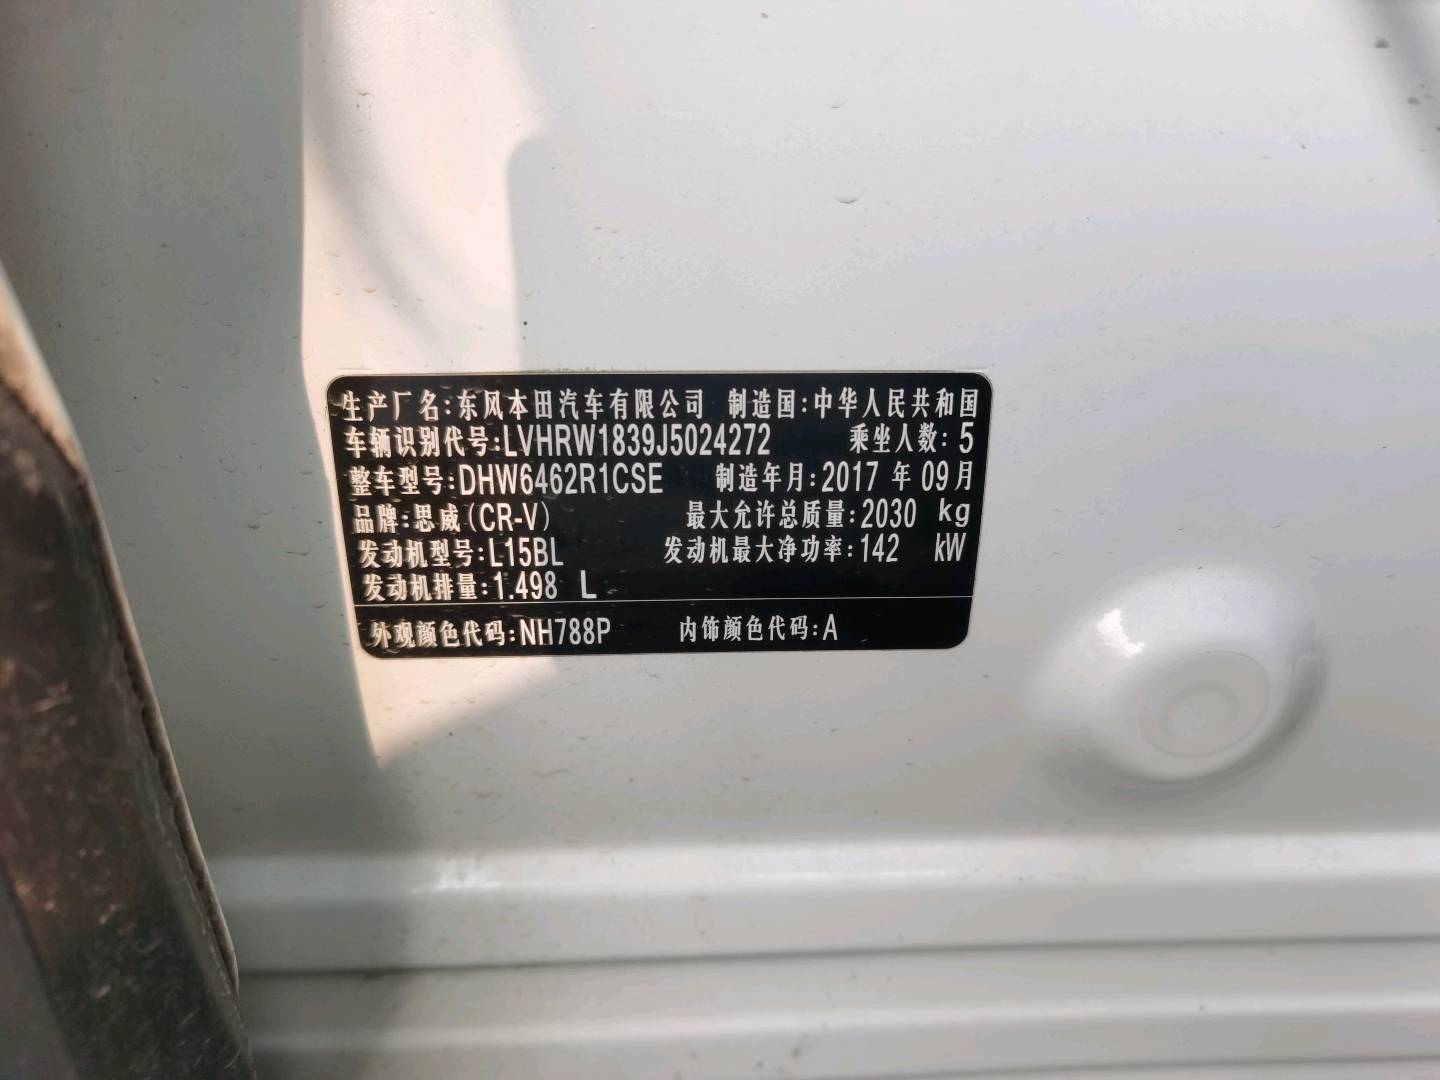 生产厂名:东风本田汽车有限公司 制造国:中华人民共和国
车辆识别代号:LVHRW1839J5024272 乘坐人数:5
整车型号:DHW6462R1CSE 制造年月:2017 年 09月
品牌:思威(CR-V) 最大允许总质量:2030 kg
发动机型号:L15BL 发动机最大净功率:142 kW
发动机排量:1.498 L
外观颜色代码:NH788P 内饰颜色代码:A